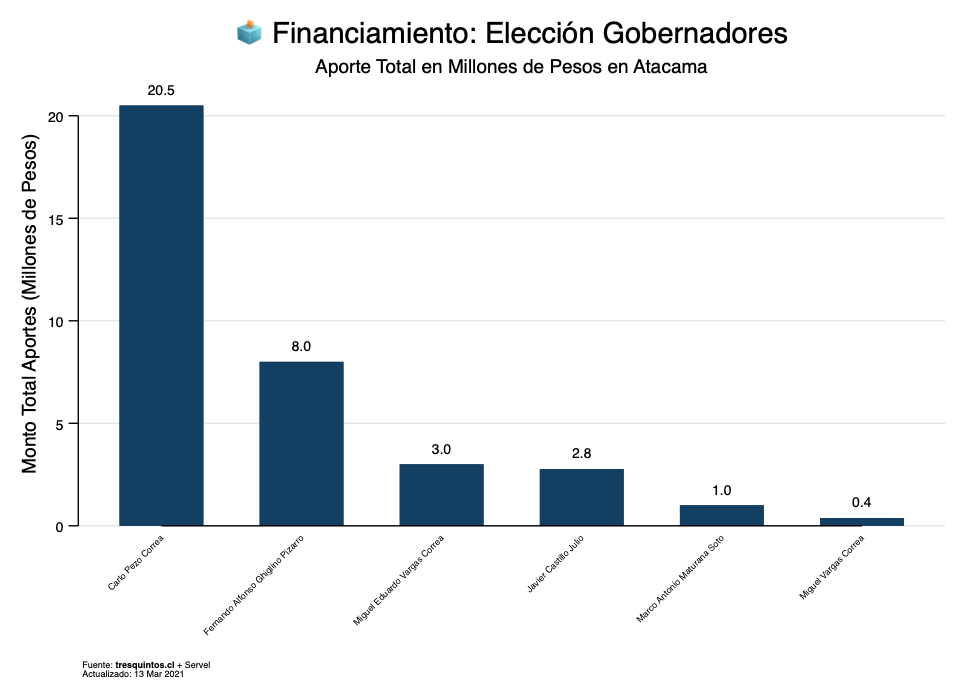 Financiamiento: Elección Gobernadores
Aporte Total en Millones de Pesos en Atacama
Monto Total Aportes (Millones de Pesos)
20
15
10
5
0
20.5
8.0
3.0
2.8
1.0
0.4
Carlo Pezo Correa
Fernando Alfonso Ghiglino Pizarro
Miguel Eduardo Vargas Correa
Javier Castillo Julio
Marco Antonio Maturana Soto
Miguel Vargas Correa
Fuente: tresquintos.cl + Servel
Actualizado: 13 Mar 2021